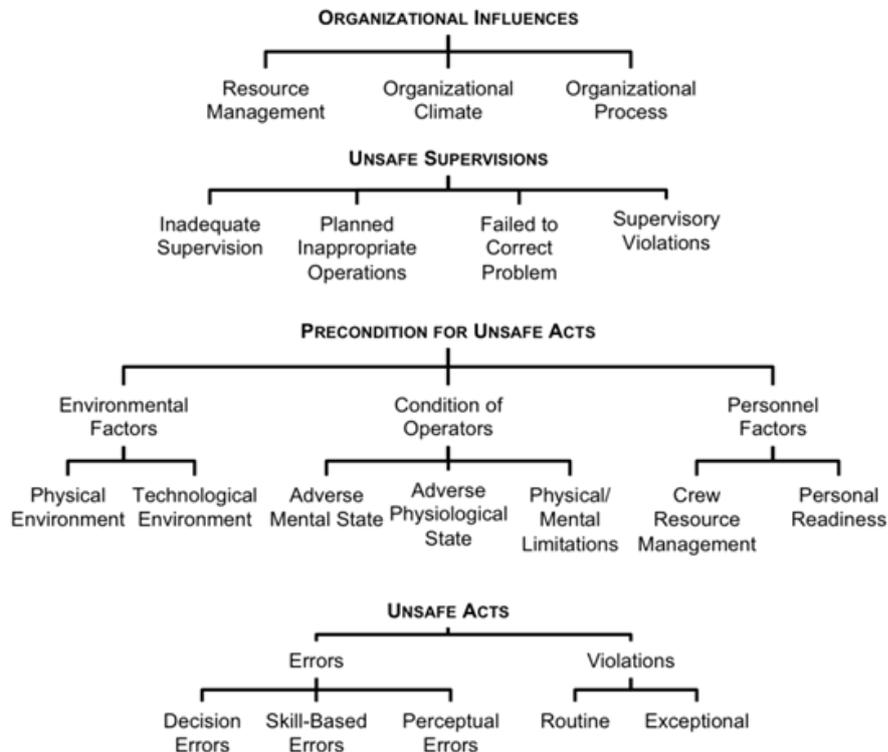 ORGANIZATIONAL INFLUENCES
Resource Management
Organizational Climate
Organizational Process
UNSAFE SUPERVISIONS
Inadequate Supervision
Planned Inappropriate Operations
Failed to Correct Problem
Supervisory Violations
PRECONDITION FOR UNSAFE ACTS
Environmental Factors
Condition of Operators
Personnel Factors
Physical Environment
Technological Environment
Adverse Mental State
Adverse Physiological State
Physical/ Mental Limitations
Crew Resource Management
Personal Readiness
UNSAFE ACTS
Errors
Violations
Decision Errors
Skill-Based Errors
Perceptual Errors
Routine
Exceptional